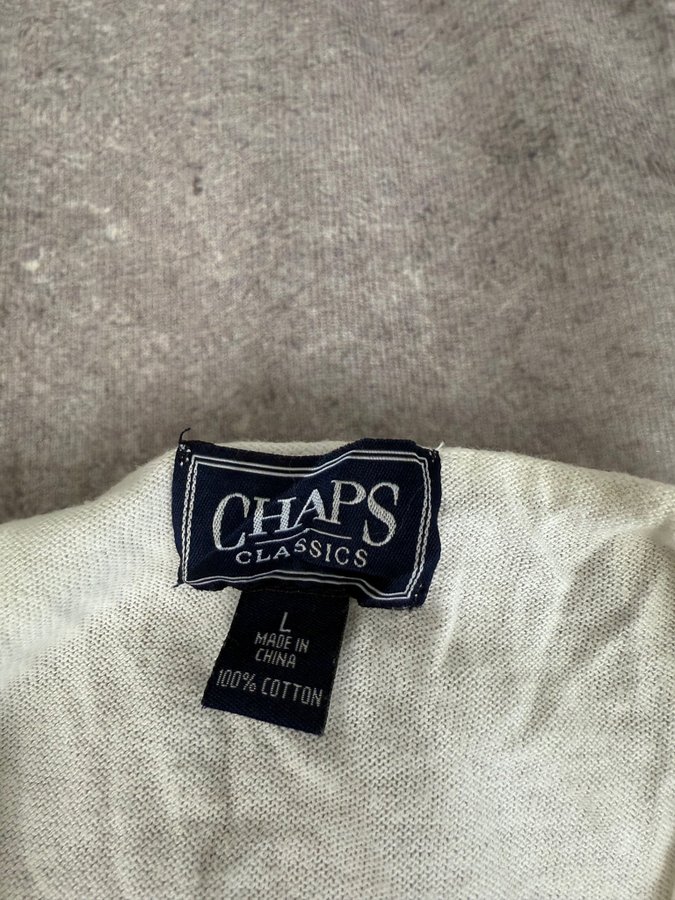 CHAPS
CLASSICS
L
MADE IN
CHINA
100% COTTON